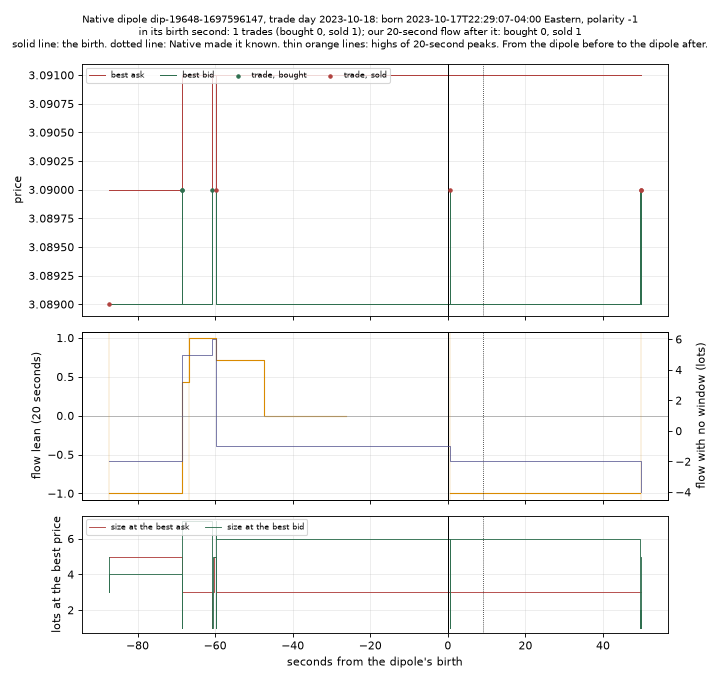 Native dipole dip-19648-1697596147, trade day 2023-10-18: born 2023-10-17T22:29:07-04:00 Eastern, polarity -1
in its birth second: 1 trades (bought 0, sold 1); our 20-second flow after it: bought 0, sold 1
solid line: the birth. dotted line: Native made it known. thin orange lines: highs of 20-second peaks. From the dipole before to the dipole after.
best ask best bid trade, bought trade, sold
3.09100
3.09075
3.09050
3.09025
3.09000
3.08975
3.08950
3.08925
3.08900
price
1.0
0.5
0.0
−0.5
−1.0
flow lean (20 seconds)
6
4
2
0
−2
−4
flow with no window (lots)
size at the best ask size at the best bid
6
4
2
lots at the best price
−80 −60 −40 −20 0 20 40
seconds from the dipole's birth